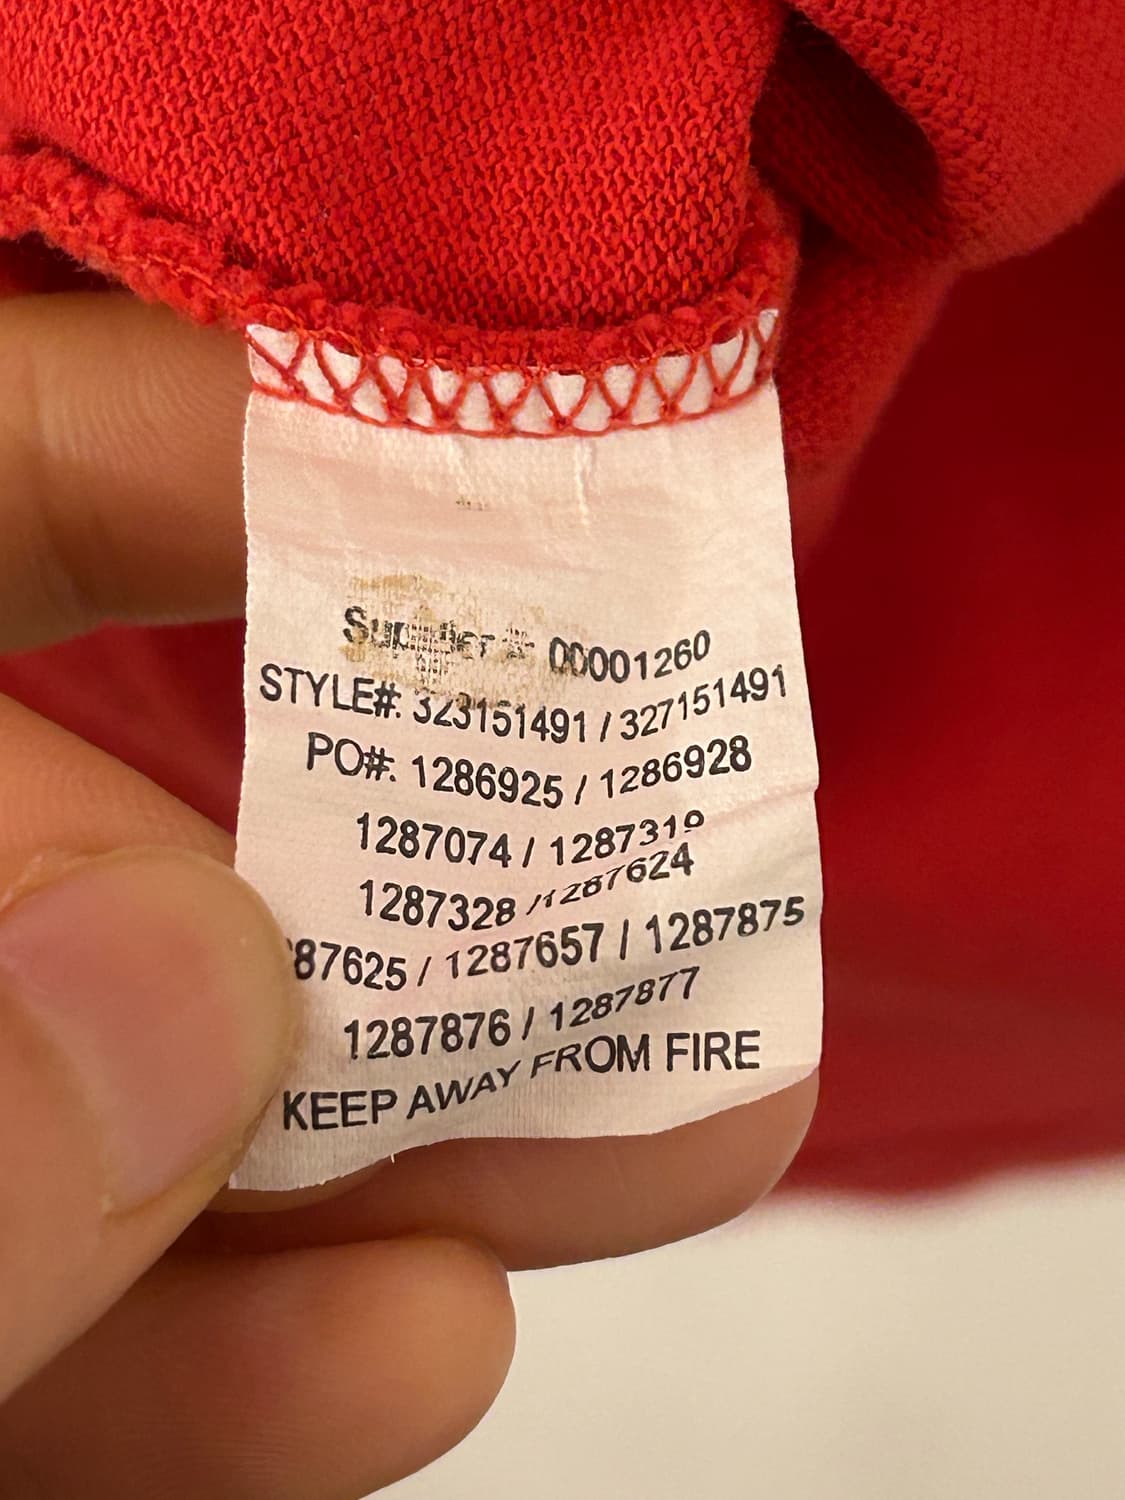 Supplier # 00001260
STYLE#: 323151491 / 327151491
PO#: 1286925 / 1286928
1287074 / 1287319
1287328 / 1287624
87625 / 1287657 / 1287875
1287876 / 1287877
KEEP AWAY FROM FIRE